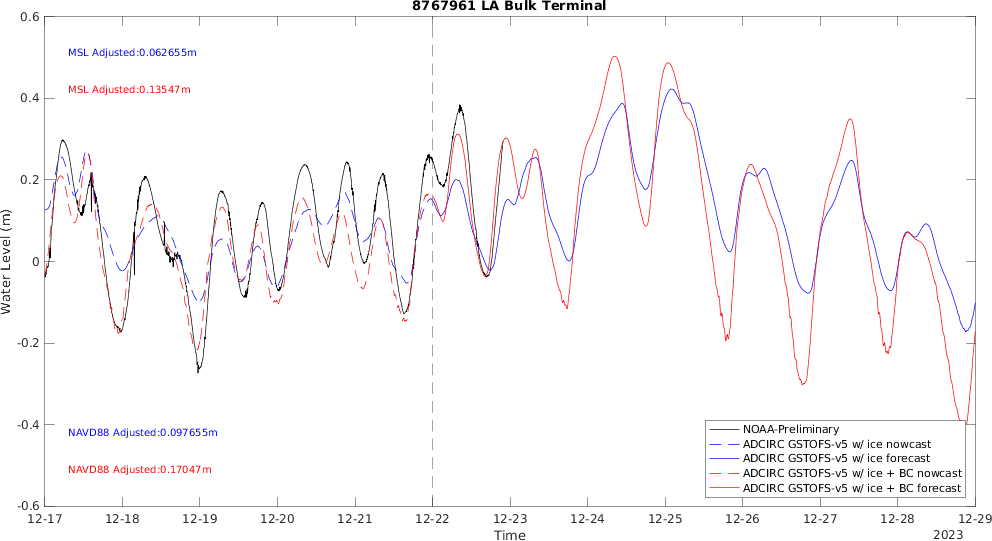 8767961 LA Bulk Terminal
0.6
0.4
0.2
0
-0.2
-0.4
-0.6
Water Level (m)
MSL Adjusted:0.062655m
MSL Adjusted:0.13547m
NAVD88 Adjusted:0.097655m
NAVD88 Adjusted:0.17047m
NOAA-Preliminary
ADCIRC GSTOFS-v5 w/ ice nowcast
ADCIRC GSTOFS-v5 w/ ice forecast
ADCIRC GSTOFS-v5 w/ ice + BC nowcast
ADCIRC GSTOFS-v5 w/ ice + BC forecast
12-17 12-18 12-19 12-20 12-21 12-22 12-23 12-24 12-25 12-26 12-27 12-28 12-29
Time
2023